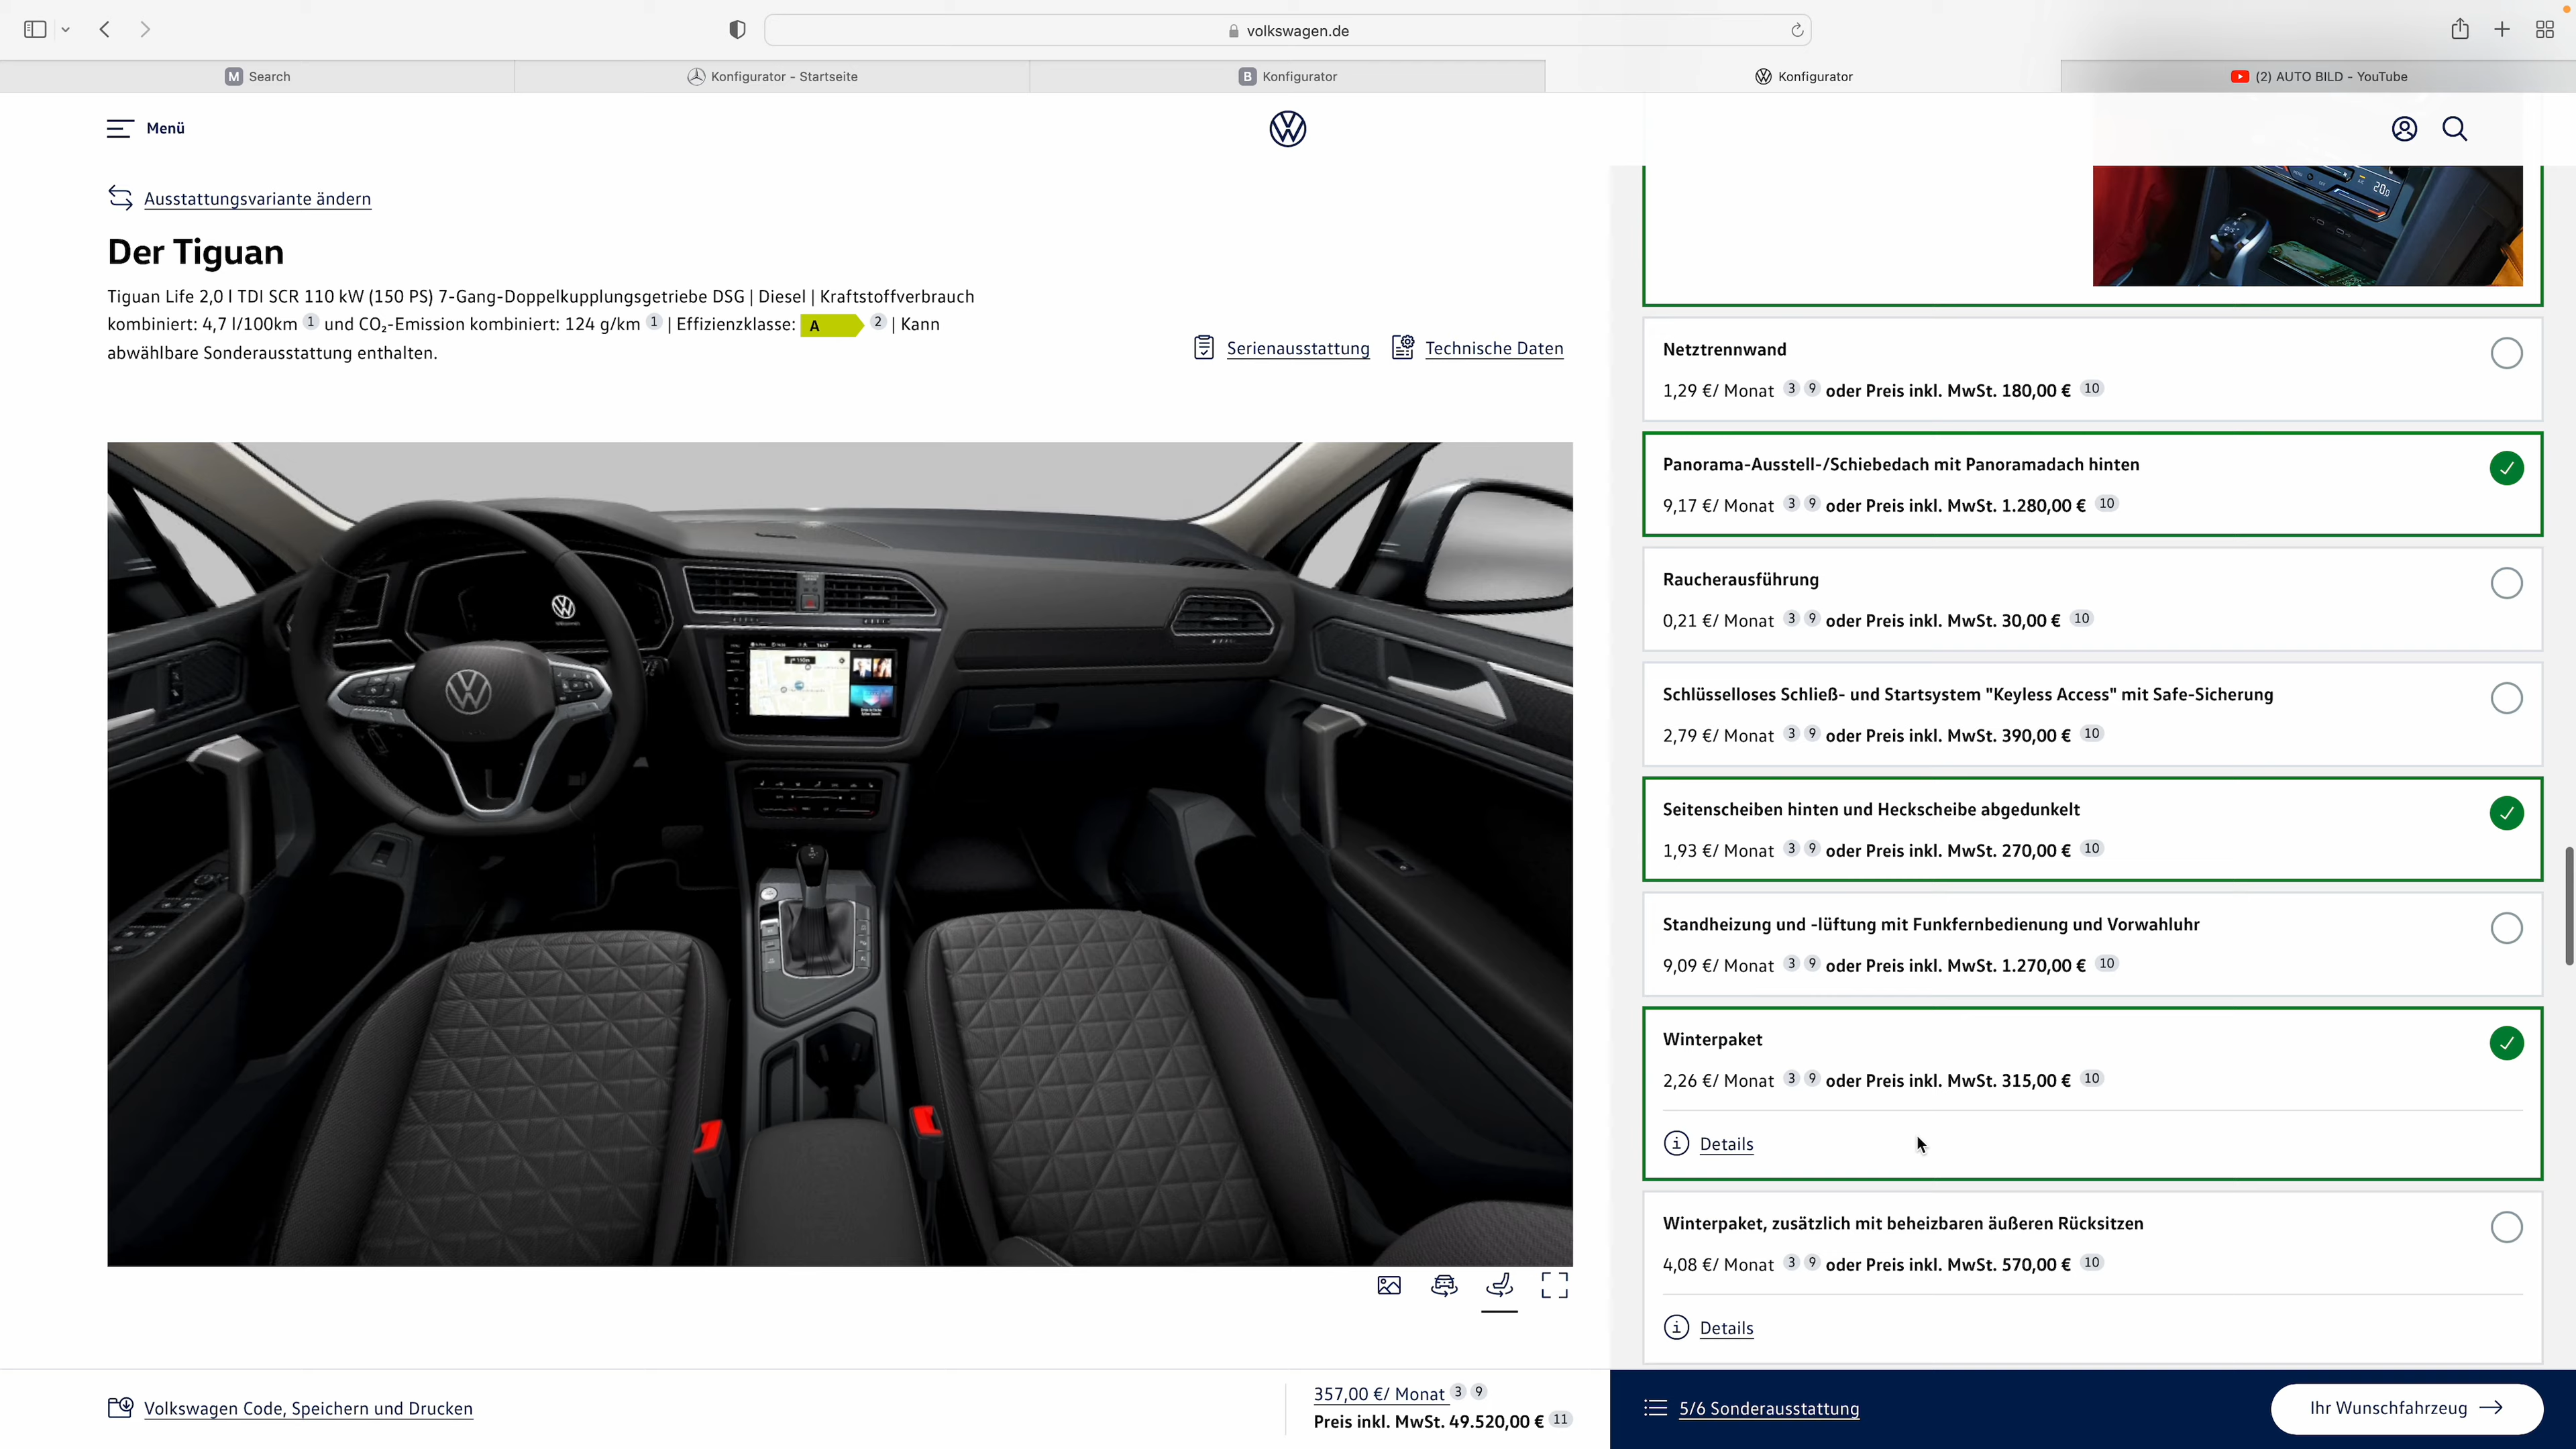 volkswagen.de
M Search
Konfigurator - Startseite
B Konfigurator
Konfigurator
(2) AUTO BILD - YouTube
Menü
Ausstattungsvariante ändern
Der Tiguan
Tiguan Life 2,0 l TDI SCR 110 kW (150 PS) 7-Gang-Doppelkupplungsgetriebe DSG | Diesel | Kraftstoffverbrauch
kombiniert: 4,7 l/100km 1 und CO₂-Emission kombiniert: 124 g/km 1 | Effizienzklasse: A 2 | Kann
abwählbare Sonderausstattung enthalten.
Serienausstattung
Technische Daten
Volkswagen Code, Speichern und Drucken
357,00 €/ Monat 3 9
Preis inkl. MwSt. 49.520,00 € 11
Netztrennwand
1,29 €/ Monat 3 9 oder Preis inkl. MwSt. 180,00 € 10
Panorama-Ausstell-/Schiebedach mit Panoramadach hinten
9,17 €/ Monat 3 9 oder Preis inkl. MwSt. 1.280,00 € 10
Raucherausführung
0,21 €/ Monat 3 9 oder Preis inkl. MwSt. 30,00 € 10
Schlüsselloses Schließ- und Startsystem "Keyless Access" mit Safe-Sicherung
2,79 €/ Monat 3 9 oder Preis inkl. MwSt. 390,00 € 10
Seitenscheiben hinten und Heckscheibe abgedunkelt
1,93 €/ Monat 3 9 oder Preis inkl. MwSt. 270,00 € 10
Standheizung und -lüftung mit Funkfernbedienung und Vorwahluhr
9,09 €/ Monat 3 9 oder Preis inkl. MwSt. 1.270,00 € 10
Winterpaket
2,26 €/ Monat 3 9 oder Preis inkl. MwSt. 315,00 € 10
Details
Winterpaket, zusätzlich mit beheizbaren äußeren Rücksitzen
4,08 €/ Monat 3 9 oder Preis inkl. MwSt. 570,00 € 10
Details
5/6 Sonderausstattung
Ihr Wunschfahrzeug